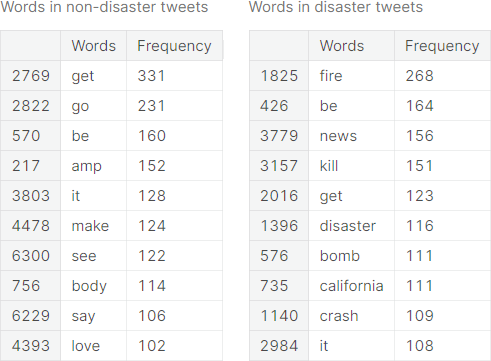 Words in non-disaster tweets
Words Frequency
2769 get 331
2822 go 231
570 be 160
217 amp 152
3803 it 128
4478 make 124
6300 see 122
756 body 114
6229 say 106
4393 love 102
Words in disaster tweets
Words Frequency
1825 fire 268
426 be 164
3779 news 156
3157 kill 151
2016 get 123
1396 disaster 116
576 bomb 111
735 california 111
1140 crash 109
2984 it 108